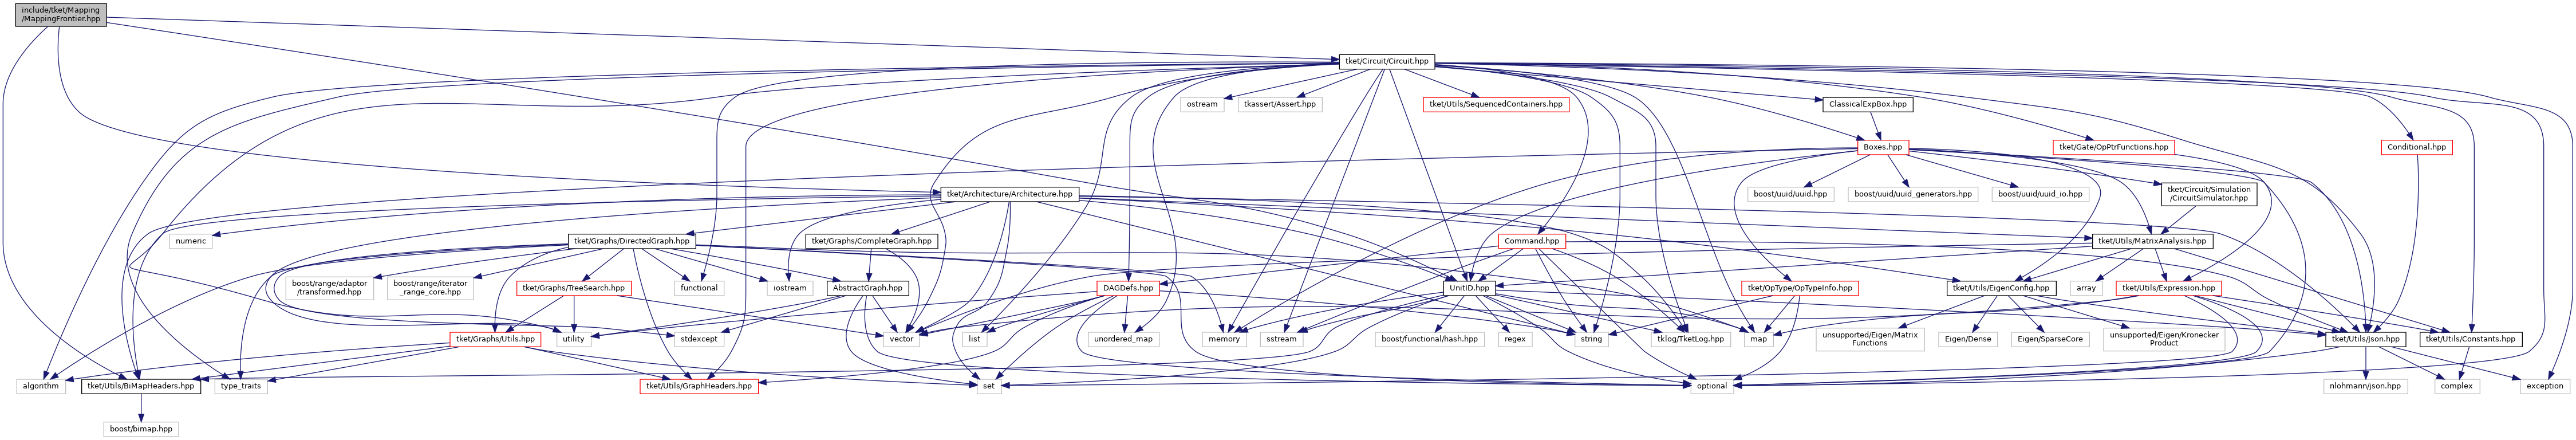 include/tket/Mapping
/MappingFrontier.hpp
tket/Circuit/Circuit.hpp
ostream
tkassert/Assert.hpp
tket/Utils/SequencedContainers.hpp
ClassicalExpBox.hpp
Boxes.hpp
tket/Gate/OpPtrFunctions.hpp
Conditional.hpp
tket/Architecture/Architecture.hpp
boost/uuid/uuid.hpp
boost/uuid/uuid_generators.hpp
boost/uuid/uuid_io.hpp
tket/Circuit/Simulation
/CircuitSimulator.hpp
numeric
tket/Graphs/DirectedGraph.hpp
tket/Graphs/CompleteGraph.hpp
Command.hpp
tket/Utils/MatrixAnalysis.hpp
boost/range/adaptor
/transformed.hpp
boost/range/iterator
_range_core.hpp
tket/Graphs/TreeSearch.hpp
functional
iostream
AbstractGraph.hpp
DAGDefs.hpp
UnitID.hpp
tket/OpType/OpTypeInfo.hpp
tket/Utils/EigenConfig.hpp
array
tket/Utils/Expression.hpp
tket/Graphs/Utils.hpp
utility
stdexcept
vector
list
unordered_map
memory
sstream
boost/functional/hash.hpp
regex
string
tklog/TketLog.hpp
map
unsupported/Eigen/Matrix
Functions
Eigen/Dense
Eigen/SparseCore
unsupported/Eigen/Kronecker
Product
tket/Utils/Json.hpp
tket/Utils/Constants.hpp
algorithm
tket/Utils/BiMapHeaders.hpp
type_traits
tket/Utils/GraphHeaders.hpp
set
optional
nlohmann/json.hpp
complex
exception
boost/bimap.hpp